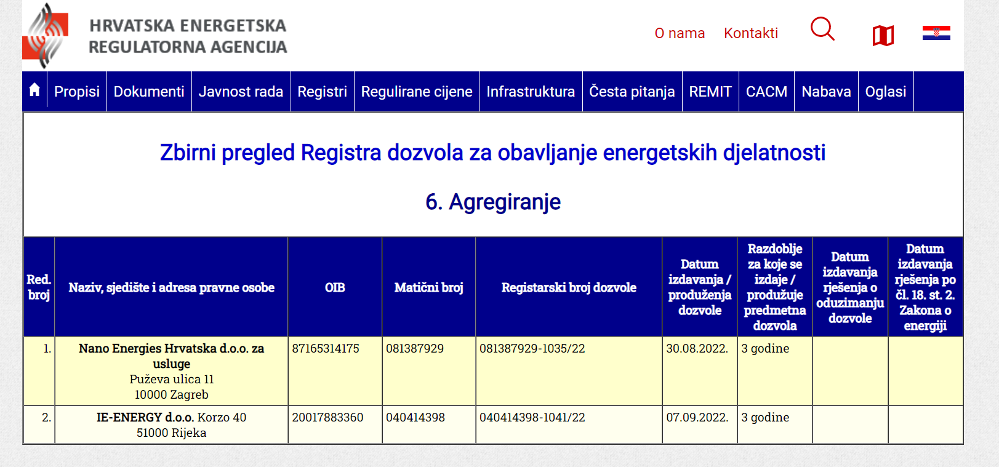 HRVATSKA ENERGETSKA
REGULATORNA AGENCIJA
O nama
Kontakti
Propisi
Dokumenti
Javnost rada
Registri
Regulirane cijene
Infrastruktura
Česta pitanja
REMIT
CACM
Nabava
Oglasi
Zbirni pregled Registra dozvola za obavljanje energetskih djelatnosti
6. Agregiranje
Red.
broj
Naziv, sjedište i adresa pravne osobe
OIB
Matični broj
Registarski broj dozvole
Datum
izdavanja /
produženja
dozvole
Razdoblje
za koje se
izdaje /
produžuje
predmetna
dozvola
Datum
izdavanja
rješenja o
oduzimanju
dozvole
Datum
izdavanja
rješenja po
čl. 18. st. 2.
Zakona o
energiji
1.
Nano Energies Hrvatska d.o.o. za
usluge
Puževa ulica 11
10000 Zagreb
87165314175
081387929
081387929-1035/22
30.08.2022.
3 godine
2.
IE-ENERGY d.o.o. Korzo 40
51000 Rijeka
20017883360
040414398
040414398-1041/22
07.09.2022.
3 godine